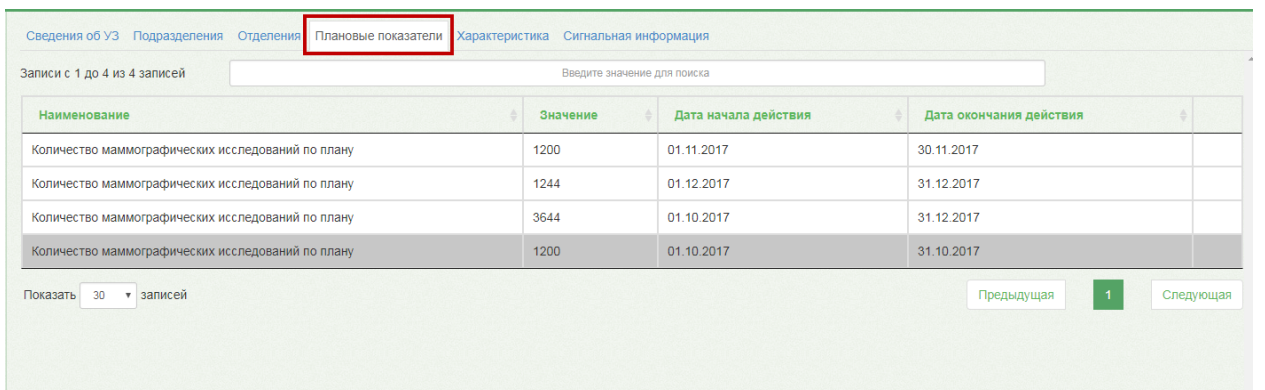 Сведения об УЗ Подразделения Отделения Плановые показатели Характеристика Сигнальная информация
Записи с 1 до 4 из 4 записей Введите значение для поиска
Наименование Значение Дата начала действия Дата окончания действия
Количество маммографических исследований по плану 1200 01.11.2017 30.11.2017
Количество маммографических исследований по плану 1244 01.12.2017 31.12.2017
Количество маммографических исследований по плану 3644 01.10.2017 31.12.2017
Количество маммографических исследований по плану 1200 01.10.2017 31.10.2017
Показать 30 записей Предыдущая 1 Следующая